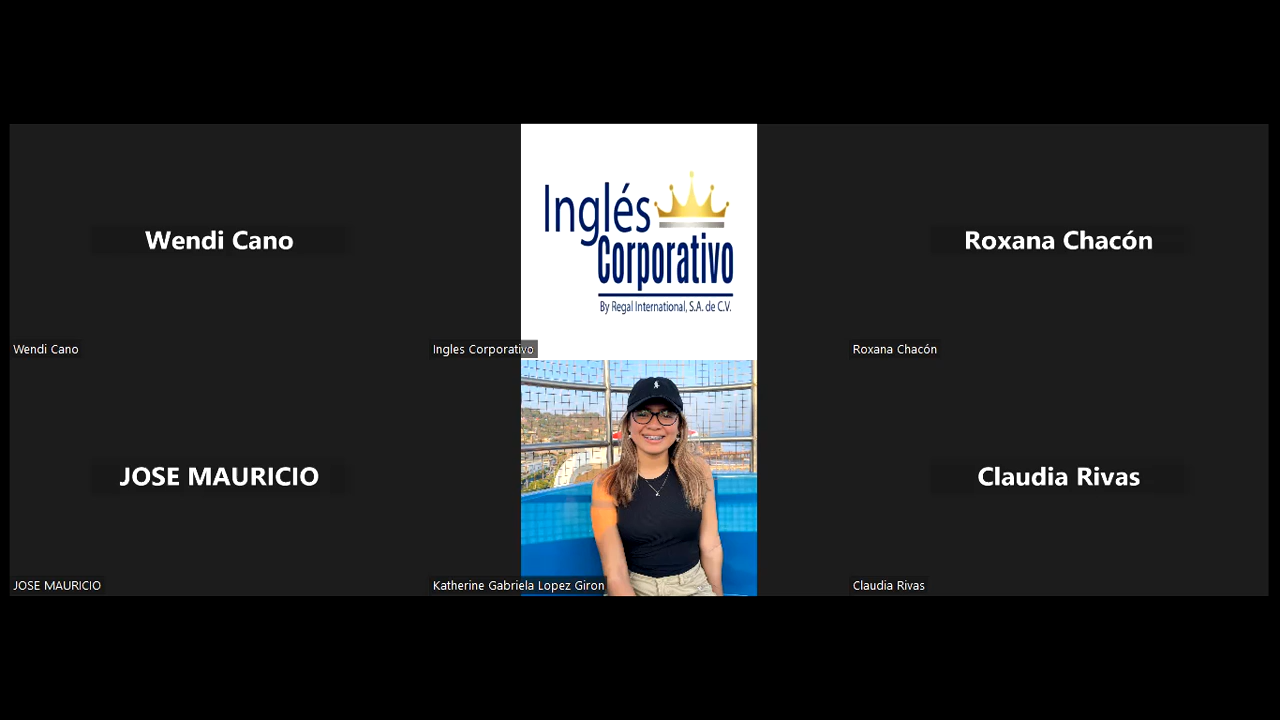 Wendi Cano
Inglés
Corporativo
By Regal International, S.A. de C.V.
Roxana Chacón
Wendi Cano
Ingles Corporativo
Roxana Chacón
JOSE MAURICIO
Claudia Rivas
JOSE MAURICIO
Katherine Gabriela Lopez Giron
Claudia Rivas